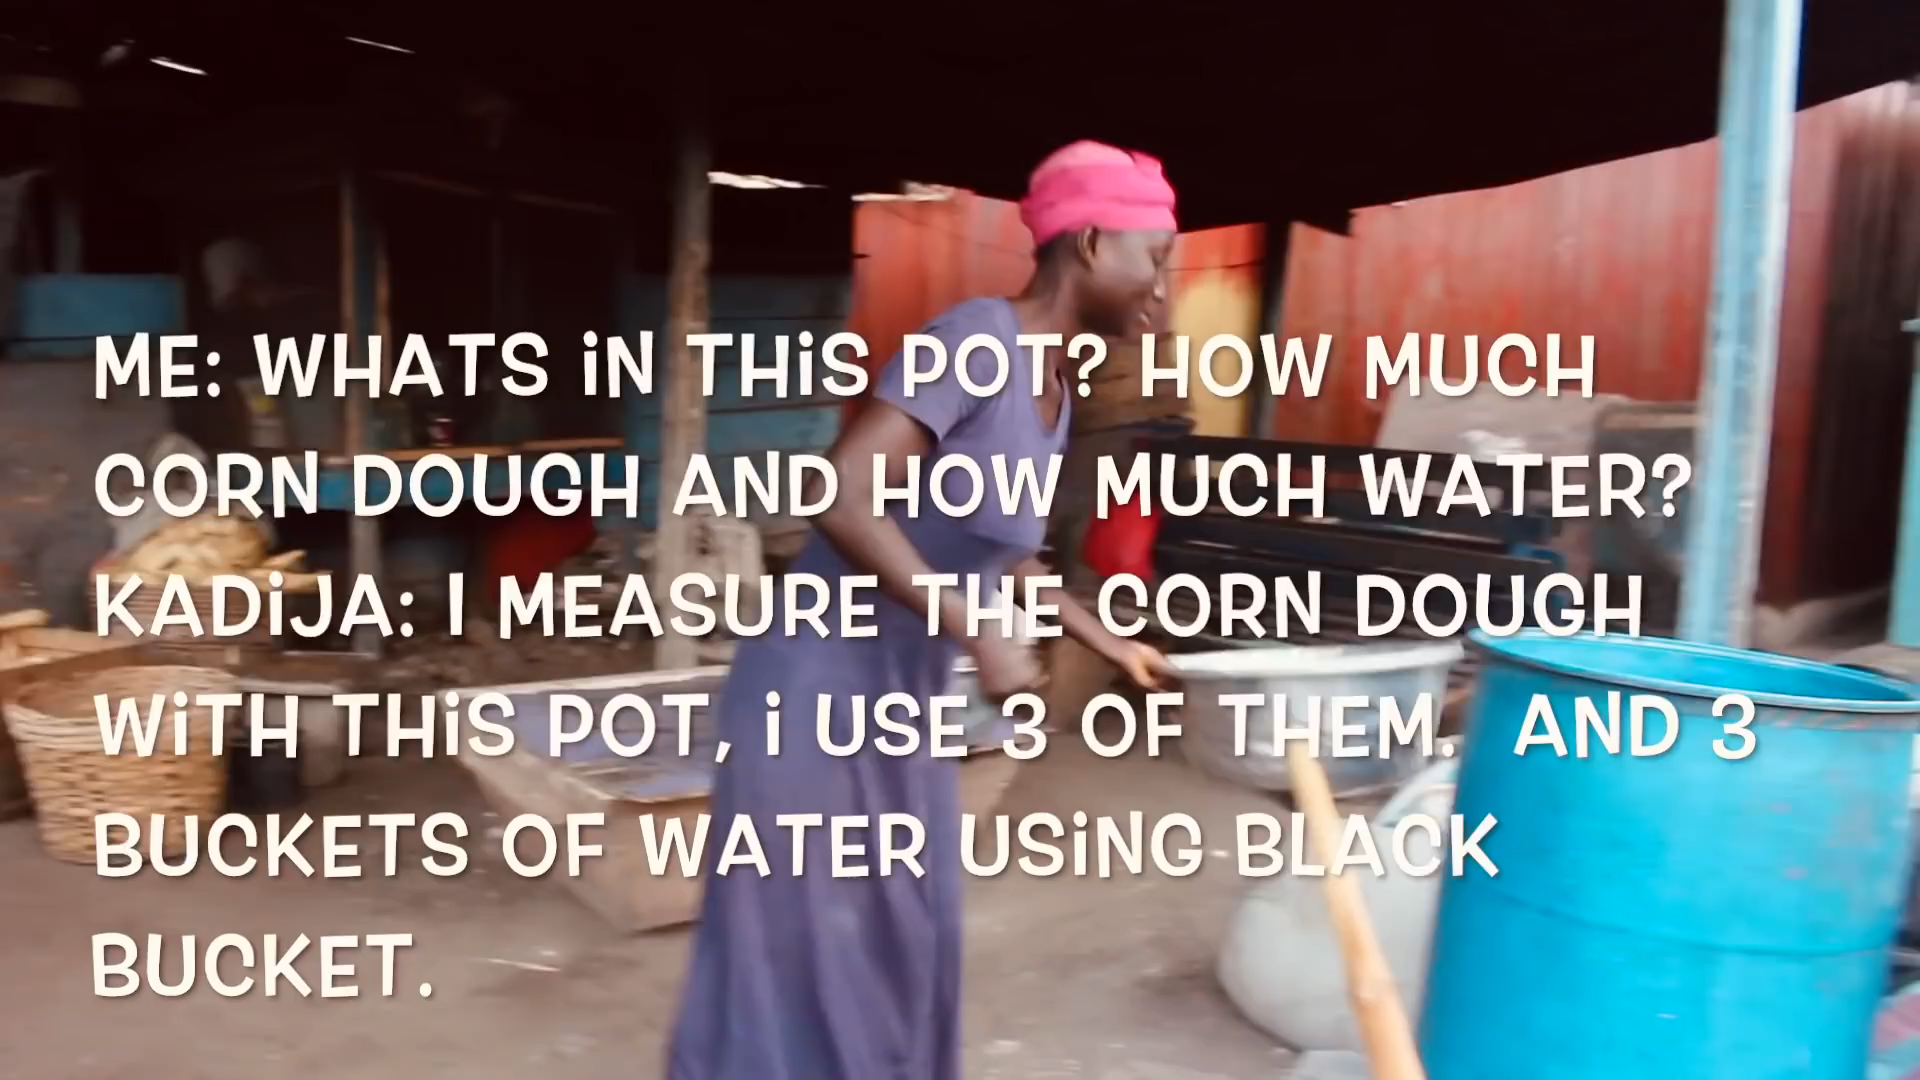 ME: WHATS iN THiS POT? HOW MUCH
CORN DOUGH AND HOW MUCH WATER?
KADiJA: I MEASURE THE CORN DOUGH
WiTH THiS POT, i USE 3 OF THEM.  AND 3
BUCKETS OF WATER USiNG BLACK
BUCKET.